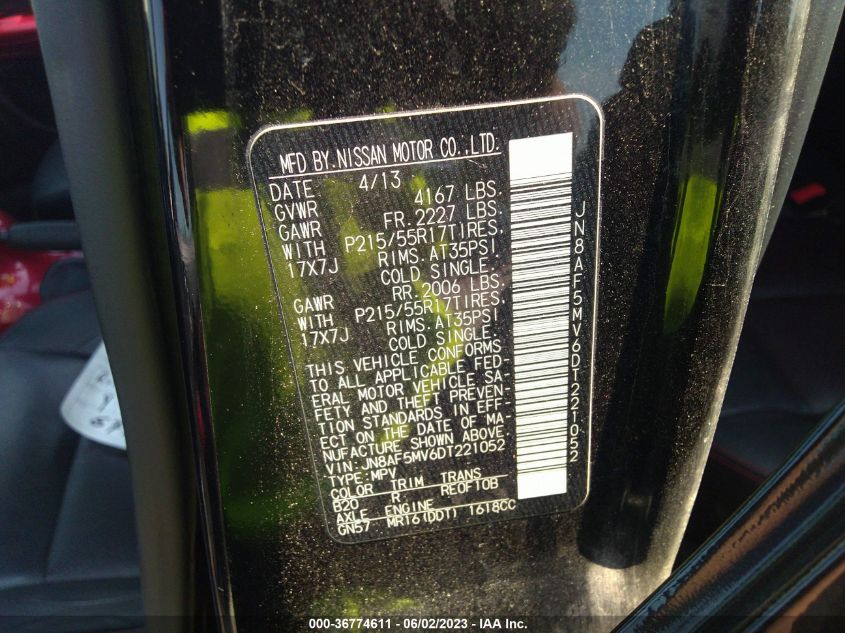 MFD BY.NISSAN MOTOR CO.,LTD.
DATE 4/13
GVWR 4167 LBS.
GAWR FR.2227 LBS.
WITH P215/55R17TIRES,
17X7J RIMS.AT35PSI
COLD SINGLE.
GAWR RR.2006 LBS.
WITH P215/55R17TIRES,
17X7J RIMS.AT35PSI
COLD SINGLE.
THIS VEHICLE CONFORMS
TO ALL APPLICABLE FED-
ERAL MOTOR VEHICLE SA-
FETY AND THEFT PREVEN-
TION STANDARDS IN EFF-
ECT ON THE DATE OF MA-
NUFACTURE SHOWN ABOVE.
VIN:JN8AF5MV6DT221052
TYPE:MPV
COLOR TRIM TRANS
B20 R REOF10B
AXLE ENGINE
GN57 MR16(DDT) 1618CC
JN8AF5MV6DT221052
000-36774611 - 06/02/2023 - IAA Inc.